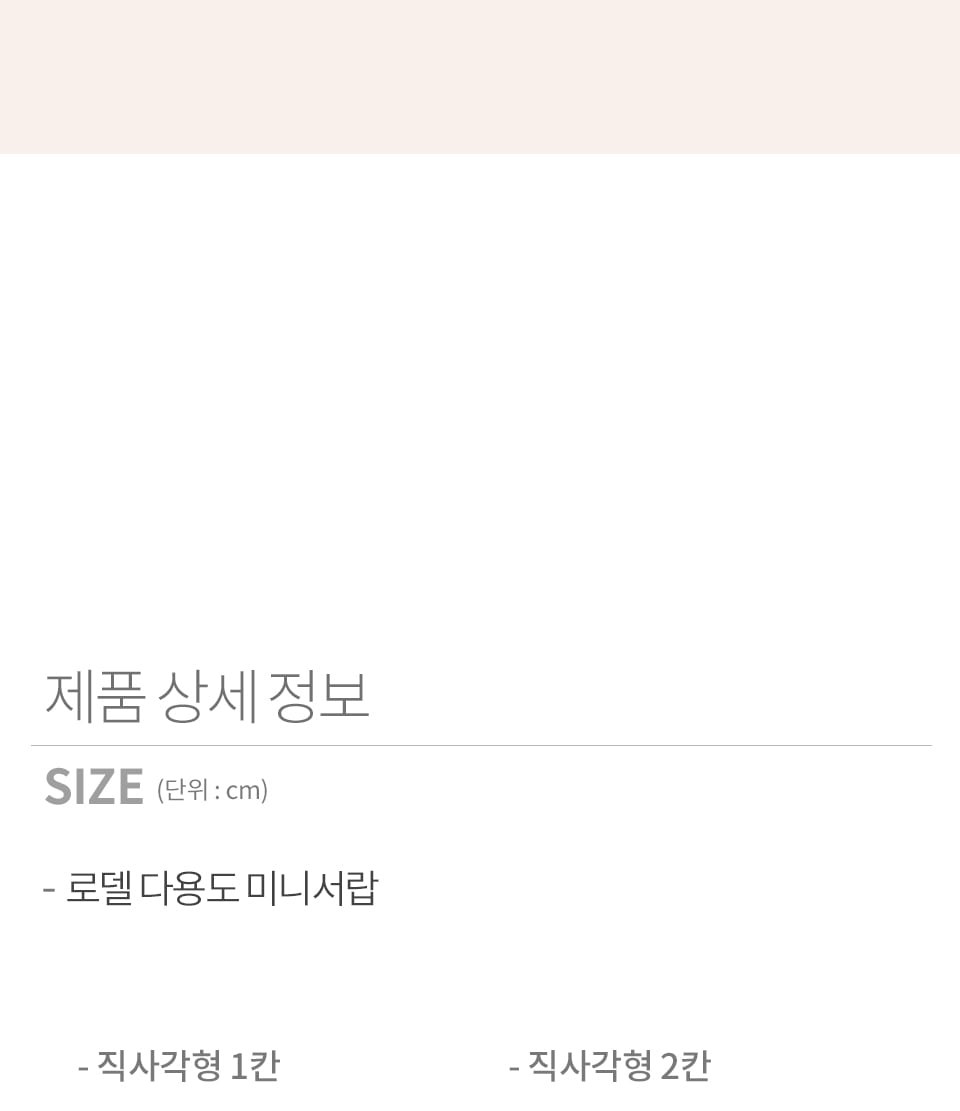 제품 상세 정보
SIZE (단위 : cm)
- 로델 다용도 미니서랍
- 직사각형 1칸
- 직사각형 2칸